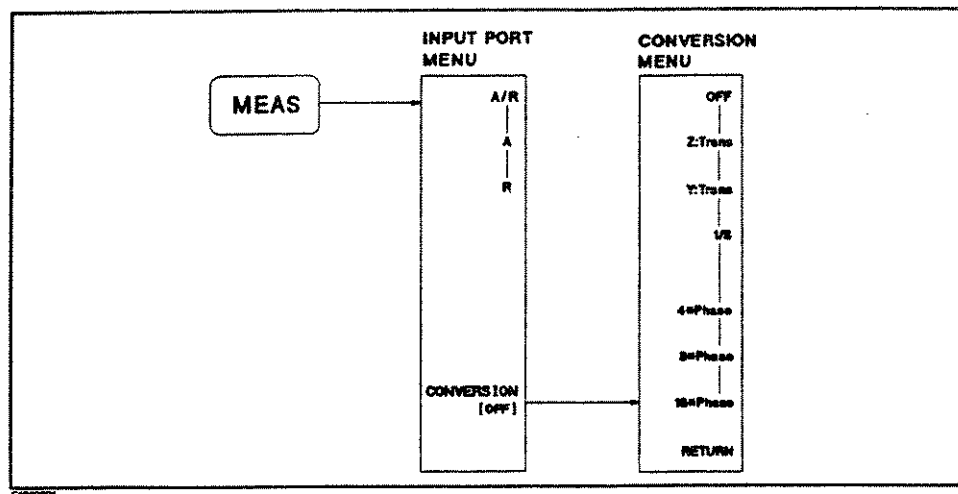 INPUT PORT
MENU
CONVERSION
MENU
MEAS
A/R
A
R
CONVERSION
[OFF]
OFF
Z:Trans
Y:Trans
1/S
4*Phase
8*Phase
16*Phase
RETURN